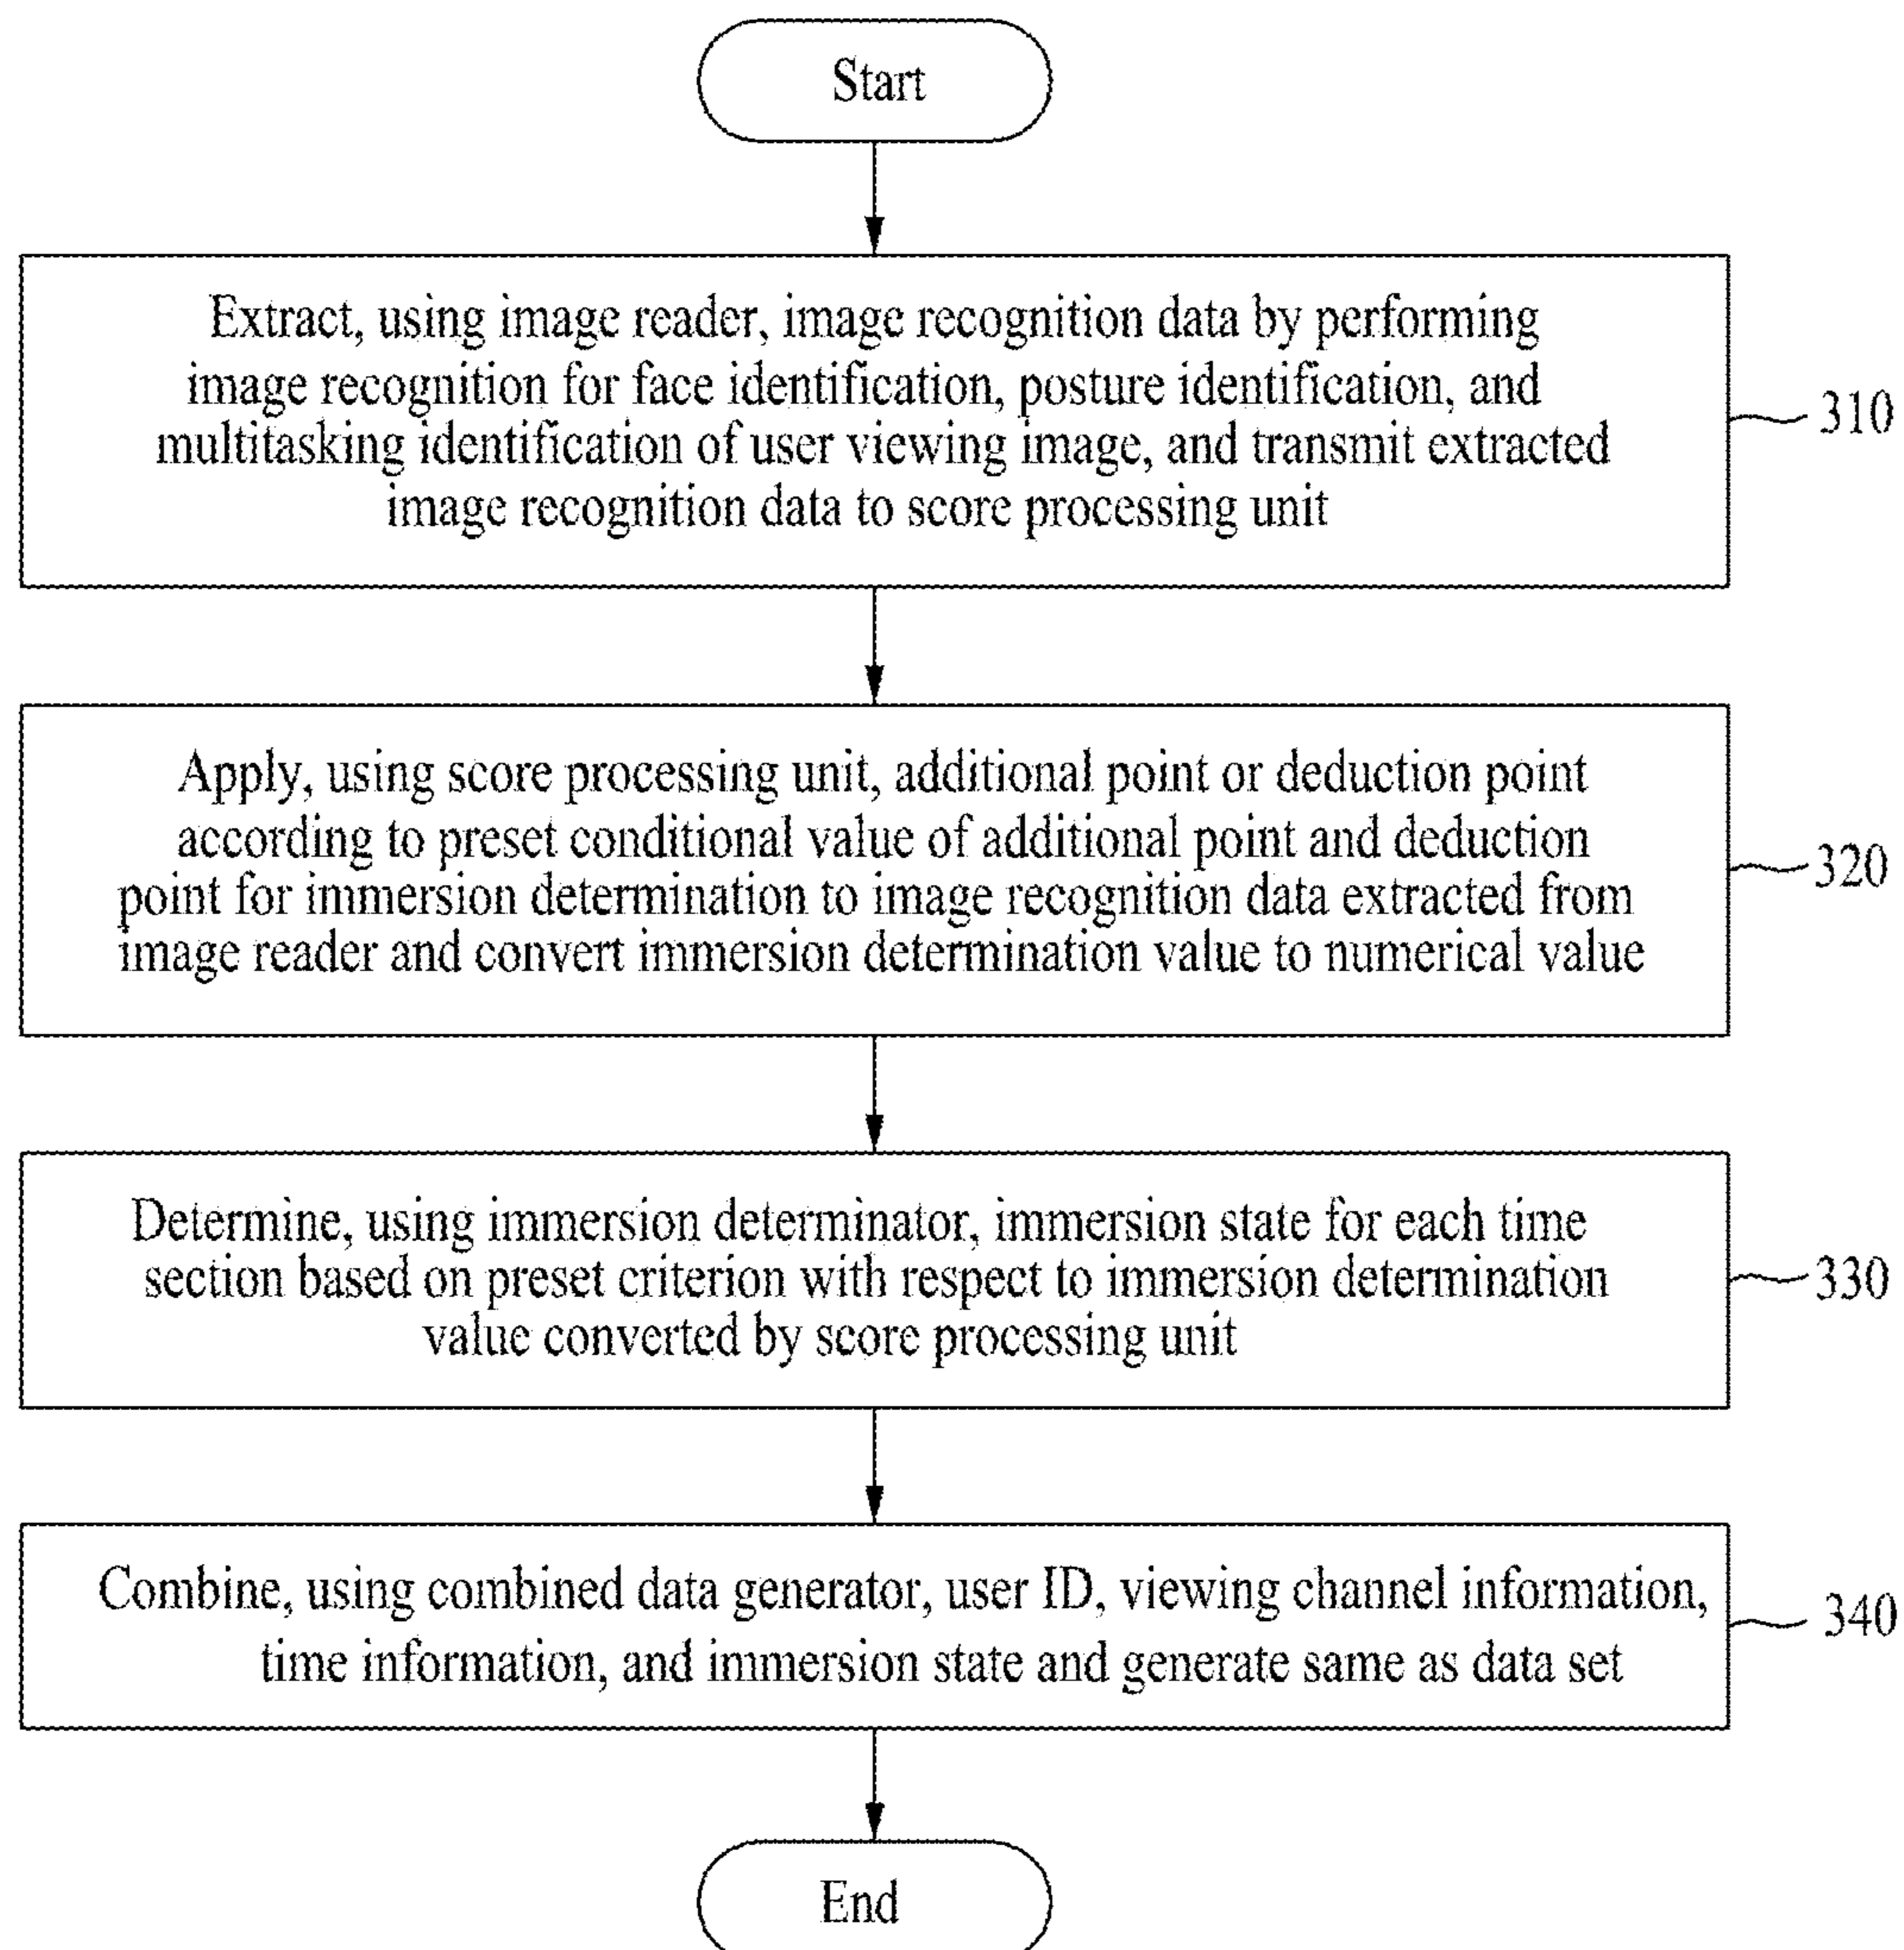 Start
Extract, using image reader, image recognition data by performing
image recognition for face identification, posture identification, and
multitasking identification of user viewing image, and transmit extracted
image recognition data to score processing unit
310
Apply, using score processing unit, additional point or deduction point
according to preset conditional value of additional point and deduction
point for immersion determination to image recognition data extracted from
image reader and convert immersion determination value to numerical value
320
Determine, using immersion determinator, immersion state for each time
section based on preset criterion with respect to immersion determination
value converted by score processing unit
330
Combine, using combined data generator, user ID, viewing channel information,
time information, and immersion state and generate same as data set
340
End